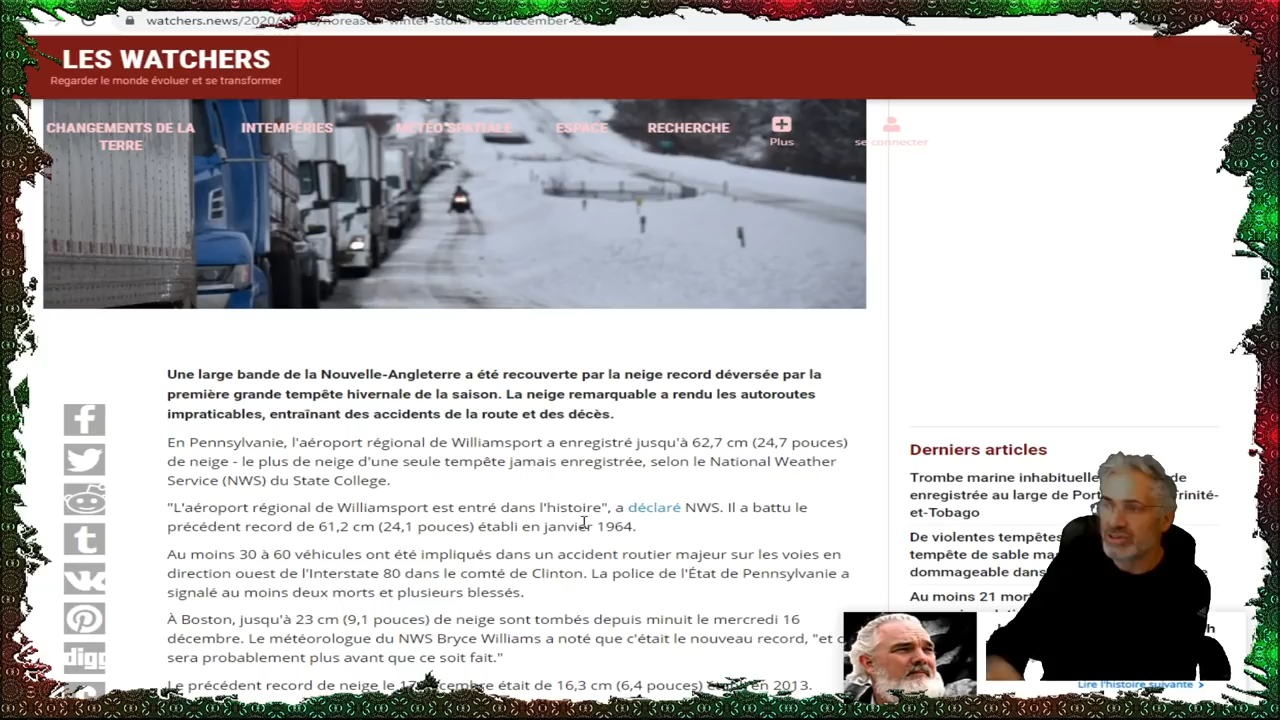 watchers.news/2020/
LES WATCHERS
Regarder le monde évoluer et se transformer
CHANGEMENTS DE LA TERRE
INTEMPÉRIES
MÉTÉO SPATIALE
ESPACE
RECHERCHE
Plus
se connecter
Une large bande de la Nouvelle-Angleterre a été recouverte par la neige record déversée par la
première grande tempête hivernale de la saison. La neige remarquable a rendu les autoroutes
impraticables, entraînant des accidents de la route et des décès.
En Pennsylvanie, l'aéroport régional de Williamsport a enregistré jusqu'à 62,7 cm (24,7 pouces)
de neige - le plus de neige d'une seule tempête jamais enregistrée, selon le National Weather
Service (NWS) du State College.
"L'aéroport régional de Williamsport est entré dans l'histoire", a déclaré NWS. Il a battu le
précédent record de 61,2 cm (24,1 pouces) établi en janvier 1964.
Au moins 30 à 60 véhicules ont été impliqués dans un accident routier majeur sur les voies en
direction ouest de l'Interstate 80 dans le comté de Clinton. La police de l'État de Pennsylvanie a
signalé au moins deux morts et plusieurs blessés.
À Boston, jusqu'à 23 cm (9,1 pouces) de neige sont tombés depuis minuit le mercredi 16
décembre. Le météorologue du NWS Bryce Williams a noté que c'était le nouveau record, "et
sera probablement plus avant que ce soit fait."
Le précédent record de neige le décembre était de 16,3 cm (6,4 pouces) en 2013.
digg
Derniers articles
Trombe marine inhabituelle de
enregistrée au large de Port Trinité-
et-Tobago
De violentes tempêtes
tempête de sable
dommageable dans
Au moins 21
Lire l'histoire suivante >